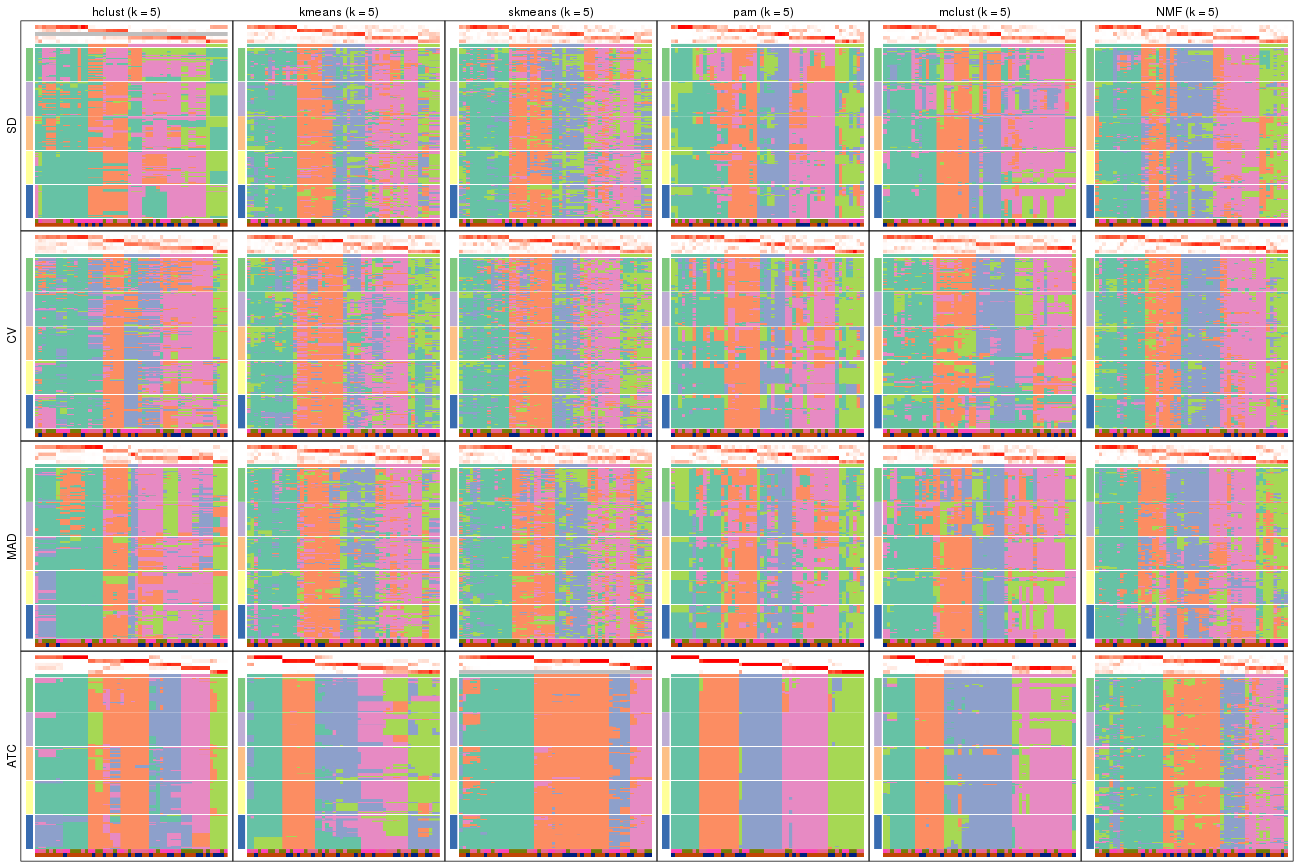 hclust (k = 5)
kmeans (k = 5)
skmeans (k = 5)
pam (k = 5)
mclust (k = 5)
NMF (k = 5)
SD
CV
MAD
ATC